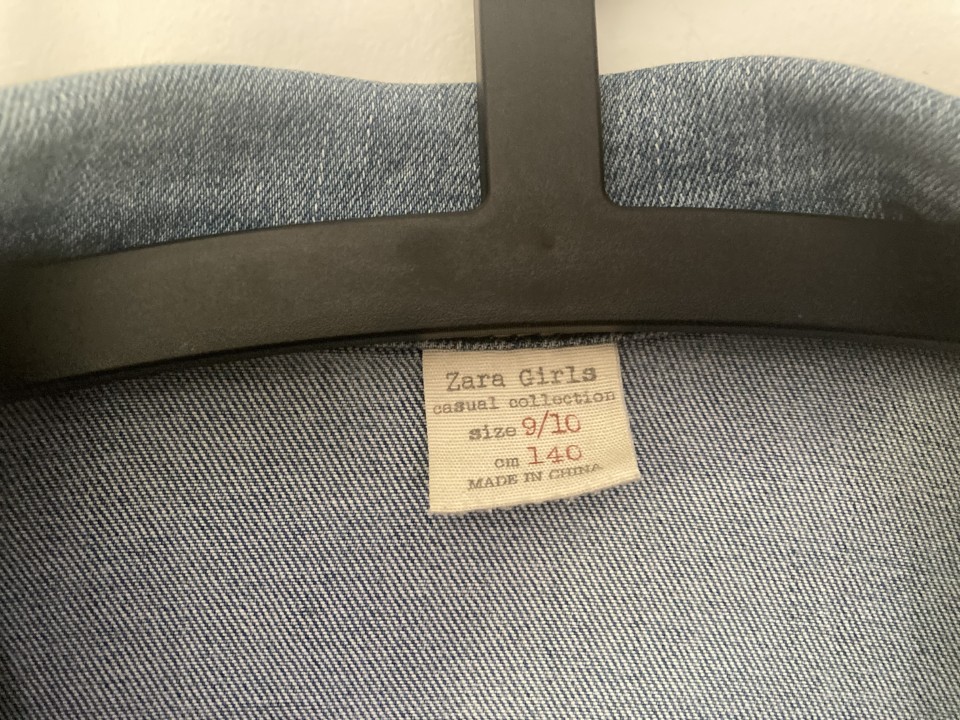 Zara Girls
casual collection
size 9/10
cm 140
MADE IN CHINA